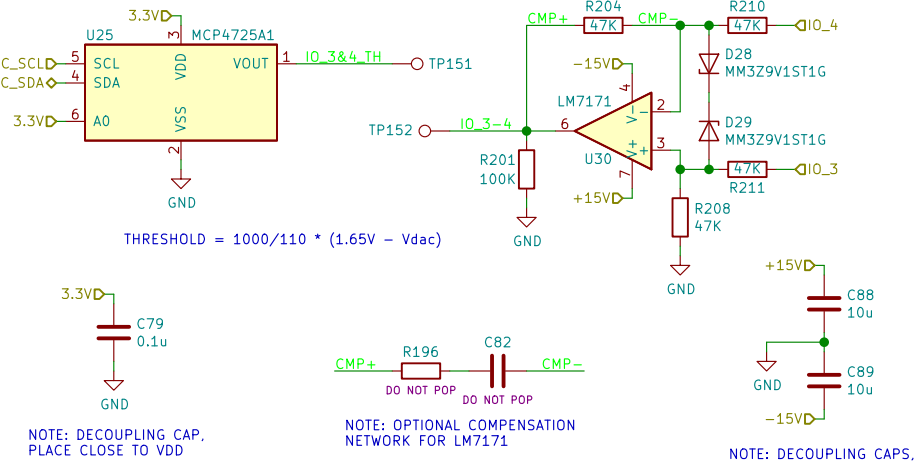 3.3V
U25
MCP4725A1
3
VDD
C_SCL
5
SCL
VOUT
1
IO_3&4_TH
TP151
C_SDA
4
SDA
3.3V
6
A0
VSS
2
GND
THRESHOLD = 1000/110 * (1.65V - Vdac)
CMP+
R204
47K
CMP-
R210
47K
IO_4
-15V
4
D28
MM3Z9V1ST1G
LM7171
V-
-
2
TP152
IO_3-4
6
D29
MM3Z9V1ST1G
V+
+
3
U30
R201
100K
7
+15V
47K
R211
IO_3
R208
47K
GND
GND
3.3V
C79
0.1u
GND
NOTE: DECOUPLING CAP,
PLACE CLOSE TO VDD
CMP+
R196
DO NOT POP
C82
DO NOT POP
CMP-
NOTE: OPTIONAL COMPENSATION
NETWORK FOR LM7171
+15V
C88
10u
GND
C89
10u
-15V
NOTE: DECOUPLING CAPS,